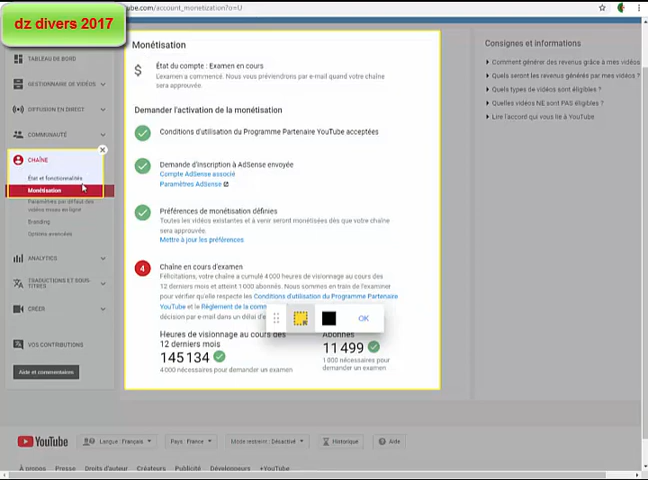 dz divers 2017
be.com/account_monetization?o=U
TABLEAU DE BORD
GESTIONNAIRE DE VIDÉOS
DIFFUSION EN DIRECT
COMMUNAUTÉ
CHAÎNE
État et fonctionnalités
Monétisation
Paramètres par défaut des
vidéos mises en ligne
Branding
Options avancées
ANALYTICS
TRADUCTIONS ET SOUS-
TITRES
CRÉER
VOS CONTRIBUTIONS
Aide et commentaires
Monétisation
$
État du compte : Examen en cours
L'examen a commencé. Nous vous préviendrons par e-mail quand votre chaîne
sera approuvée.
Demander l'activation de la monétisation
Conditions d'utilisation du Programme Partenaire YouTube acceptées
Demande d'inscription à AdSense envoyée
Compte AdSense associé
Paramètres AdSense
Préférences de monétisation définies
Toutes les vidéos existantes et à venir seront monétisées dès que votre chaîne
sera approuvée.
Mettre à jour les préférences
4
Chaîne en cours d'examen
Félicitations, votre chaîne a cumulé 4 000 heures de visionnage au cours des
12 derniers mois et atteint 1 000 abonnés. Nous sommes en train de l'examiner
pour vérifier qu'elle respecte les Conditions d'utilisation du Programme Partenaire
YouTube et le Règlement de la com
décision par e-mail dans un délai d'
OK
Heures de visionnage au cours des
12 derniers mois
145 134
4 000 nécessaires pour demander un examen
Abonnés
11 499
1 000 nécessaires pour
demander un examen
Consignes et informations
Comment générer des revenus grâce à mes vidéos
Quels seront les revenus générés par mes vidéos ?
Quels types de vidéos sont éligibles ?
Quelles vidéos NE sont PAS éligibles ?
Lire l'accord qui vous lie à YouTube
YouTube
Langue : Français
Pays : France
Mode restreint : Désactivé
Historique
Aide
À propos Presse Droits d'auteur Créateurs Publicité Développeurs +YouTube